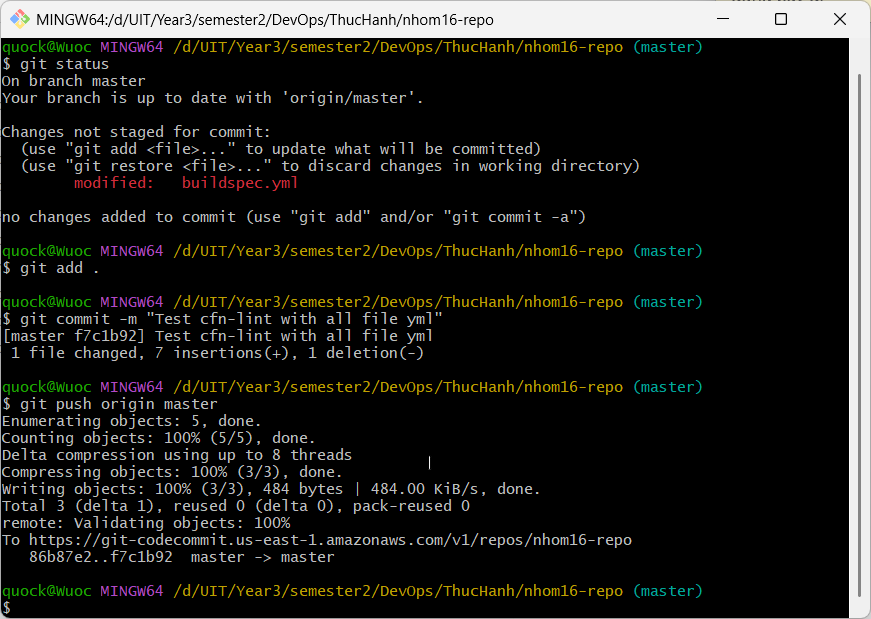 MINGW64:/d/UIT/Year3/semester2/DevOps/ThucHanh/nhom16-repo
quock@Wuoc MINGW64 /d/UIT/Year3/semester2/DevOps/ThucHanh/nhom16-repo (master)
$ git status
On branch master
Your branch is up to date with 'origin/master'.

Changes not staged for commit:
  (use "git add <file>..." to update what will be committed)
  (use "git restore <file>..." to discard changes in working directory)
        modified:   buildspec.yml

no changes added to commit (use "git add" and/or "git commit -a")

quock@Wuoc MINGW64 /d/UIT/Year3/semester2/DevOps/ThucHanh/nhom16-repo (master)
$ git add .

quock@Wuoc MINGW64 /d/UIT/Year3/semester2/DevOps/ThucHanh/nhom16-repo (master)
$ git commit -m "Test cfn-lint with all file yml"
[master f7c1b92] Test cfn-lint with all file yml
 1 file changed, 7 insertions(+), 1 deletion(-)

quock@Wuoc MINGW64 /d/UIT/Year3/semester2/DevOps/ThucHanh/nhom16-repo (master)
$ git push origin master
Enumerating objects: 5, done.
Counting objects: 100% (5/5), done.
Delta compression using up to 8 threads
Compressing objects: 100% (3/3), done.
Writing objects: 100% (3/3), 484 bytes | 484.00 KiB/s, done.
Total 3 (delta 1), reused 0 (delta 0), pack-reused 0
remote: Validating objects: 100%
To https://git-codecommit.us-east-1.amazonaws.com/v1/repos/nhom16-repo
   86b87e2..f7c1b92  master -> master

quock@Wuoc MINGW64 /d/UIT/Year3/semester2/DevOps/ThucHanh/nhom16-repo (master)
$